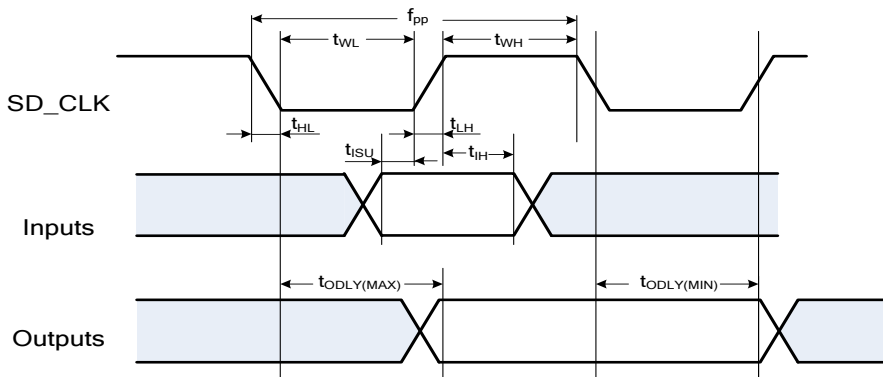 fpp
tWL
tWH
SD_CLK
tHL
tLH
tISU
tIH
Inputs
tODLY(MAX)
tODLY(MIN)
Outputs